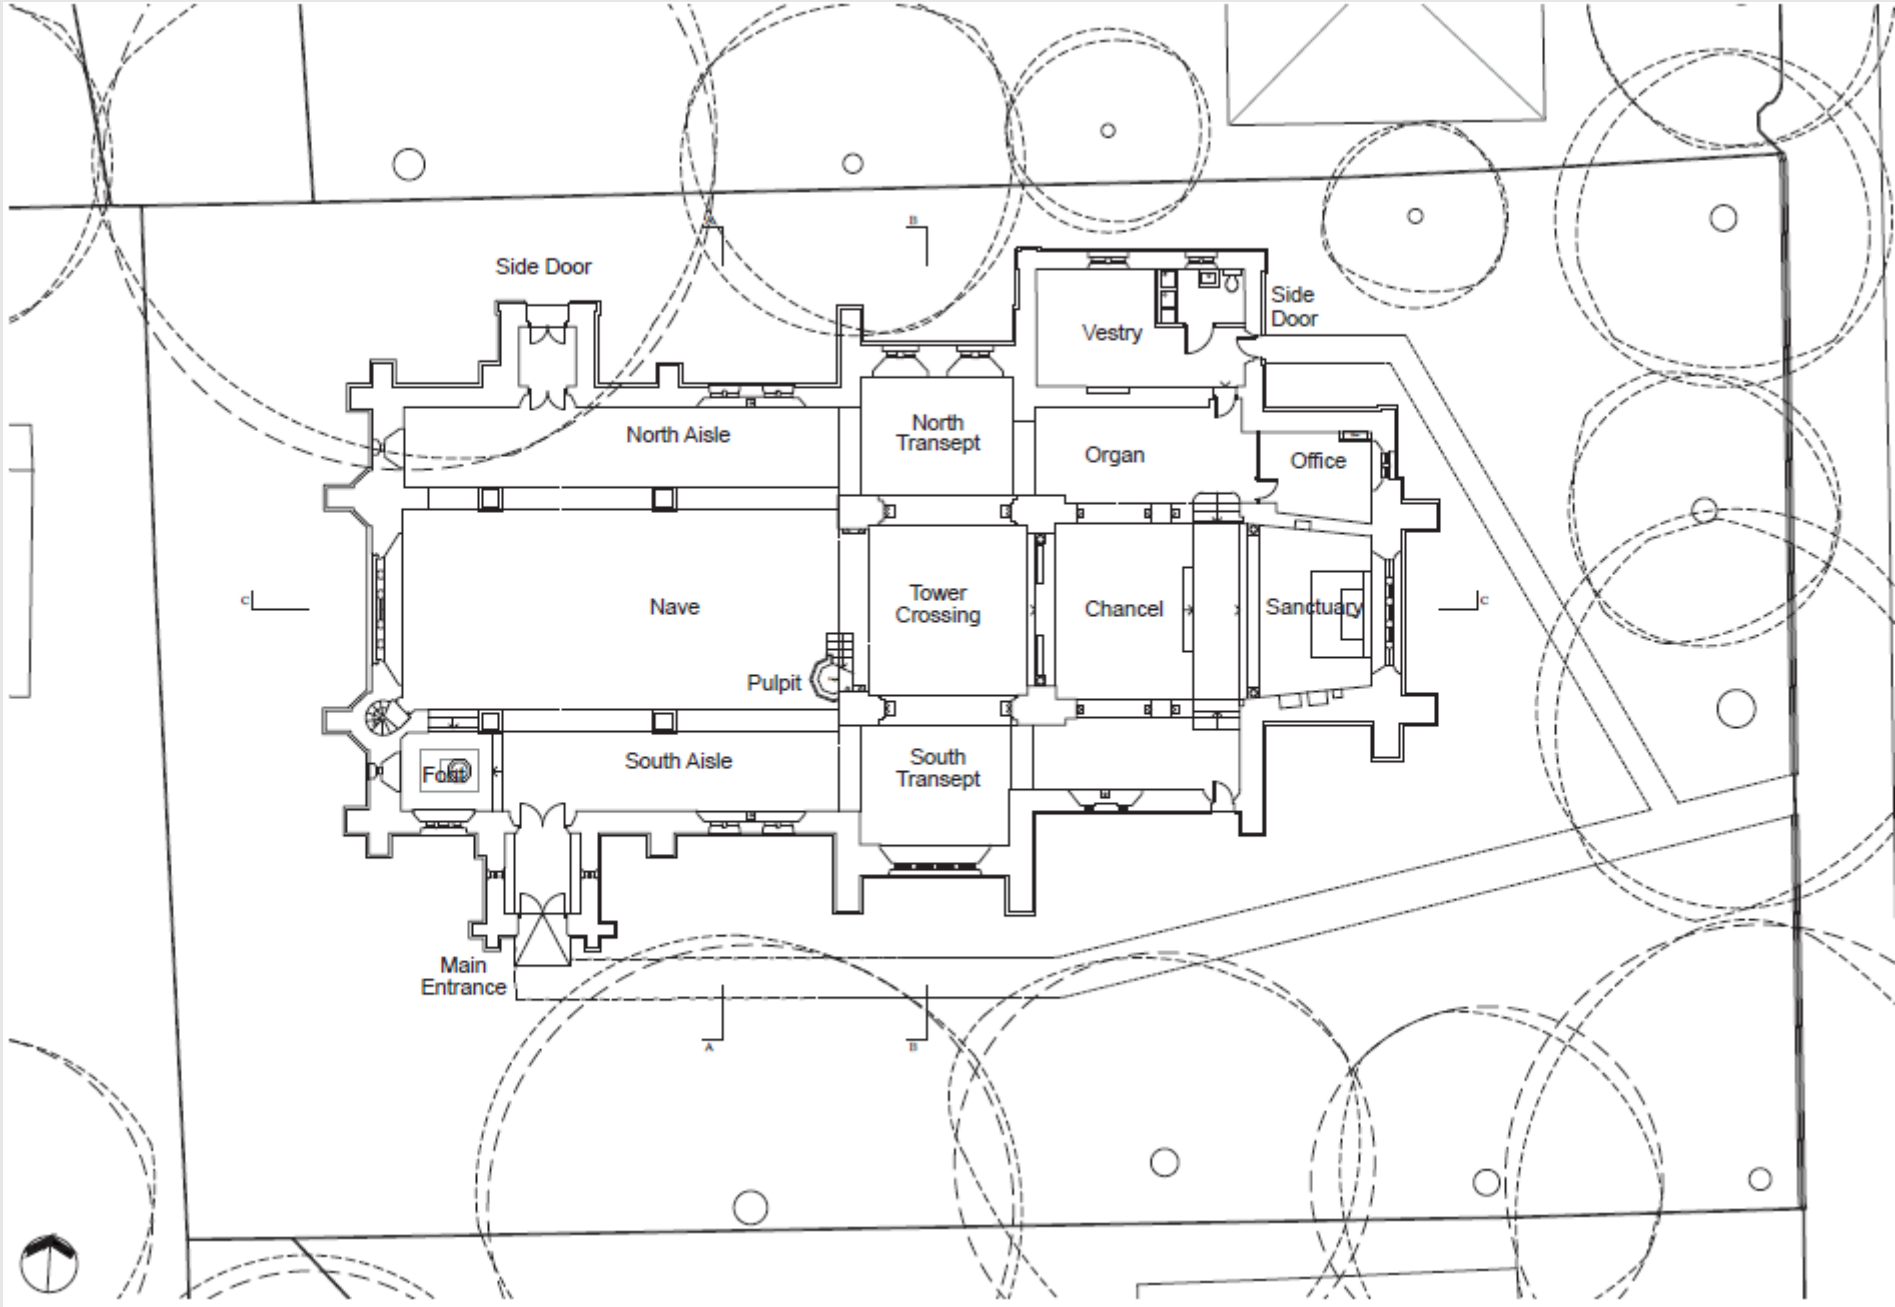 A
B
Side Door
Side
Door
Vestry
North Aisle
North
Transept
Organ
Office
C
Nave
Tower
Crossing
Chancel
Sanctuary
C
Pulpit
Font
South Aisle
South
Transept
Main
Entrance
A
B